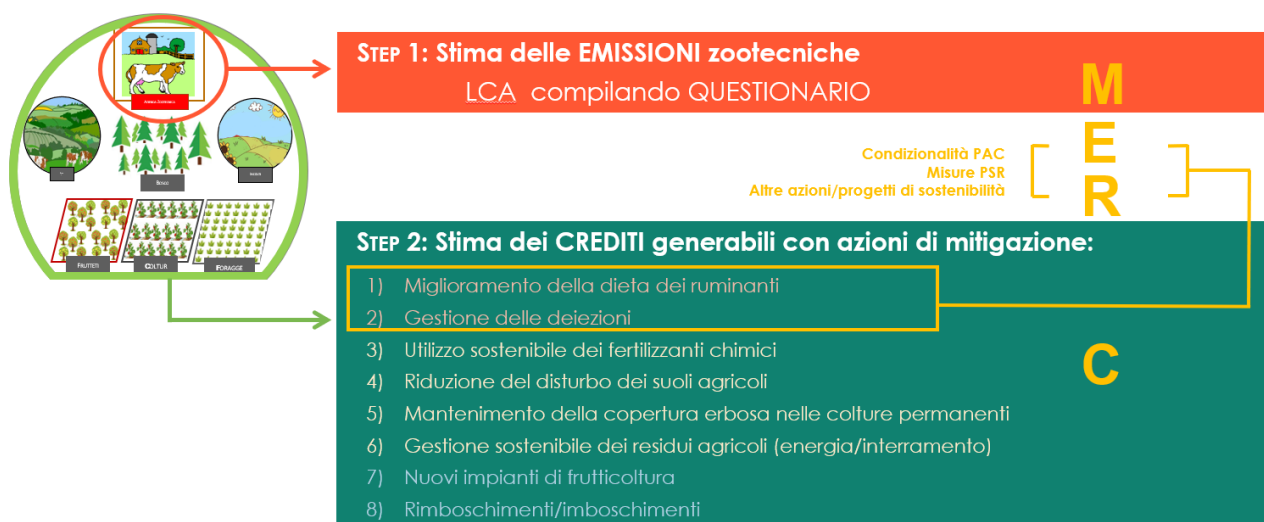 AZIENDA ZOOTECNICA
BOSCO
FRUTTETI
COLTUR
FORAGGE
STEP 1: Stima delle EMISSIONI zootecniche
LCA compilando QUESTIONARIO
M
E
R
Condizionalità PAC
Misure PSR
Altre azioni/progetti di sostenibilità
STEP 2: Stima dei CREDITI generabili con azioni di mitigazione:
1) Miglioramento della dieta dei ruminanti
2) Gestione delle deiezioni
3) Utilizzo sostenibile dei fertilizzanti chimici
4) Riduzione del disturbo dei suoli agricoli
5) Mantenimento della copertura erbosa nelle colture permanenti
6) Gestione sostenibile dei residui agricoli (energia/interramento)
7) Nuovi impianti di frutticoltura
8) Rimboschimenti/imboschimenti
C